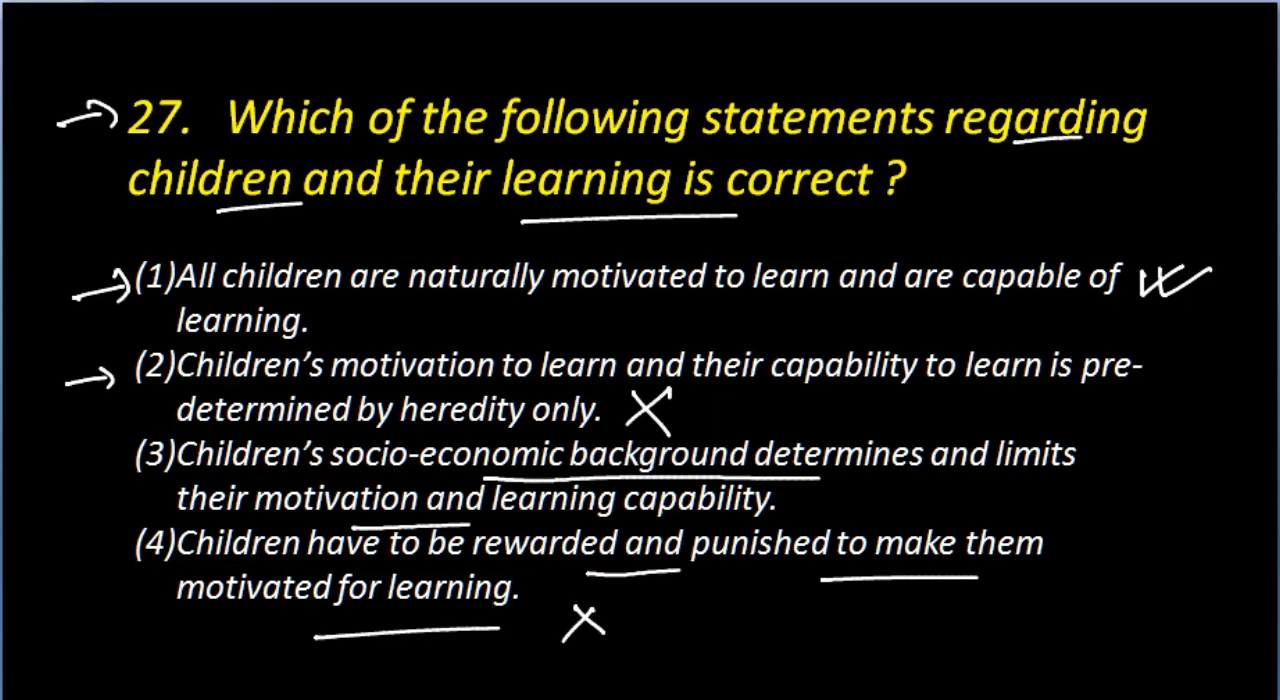 27. Which of the following statements regarding
children and their learning is correct ?
(1)All children are naturally motivated to learn and are capable of
learning.
(2)Children's motivation to learn and their capability to learn is pre-
determined by heredity only.
(3)Children's socio-economic background determines and limits
their motivation and learning capability.
(4)Children have to be rewarded and punished to make them
motivated for learning.